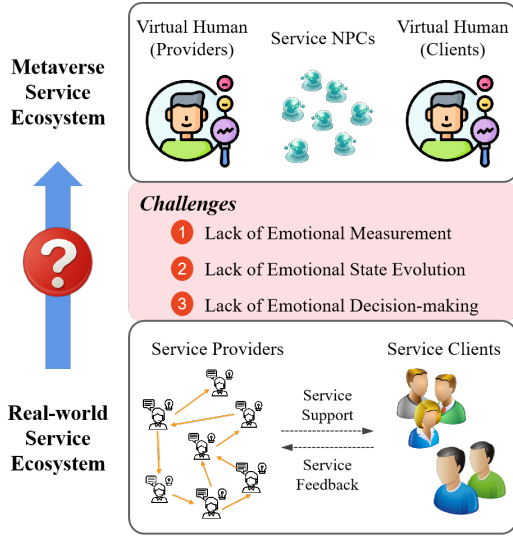 Virtual Human
(Providers)
Service NPCs
Virtual Human
(Clients)
Metaverse
Service
Ecosystem
Challenges
1 Lack of Emotional Measurement
2 Lack of Emotional State Evolution
3 Lack of Emotional Decision-making
?
Service Providers
Service Clients
Service
Support
Service
Feedback
Real-world
Service
Ecosystem